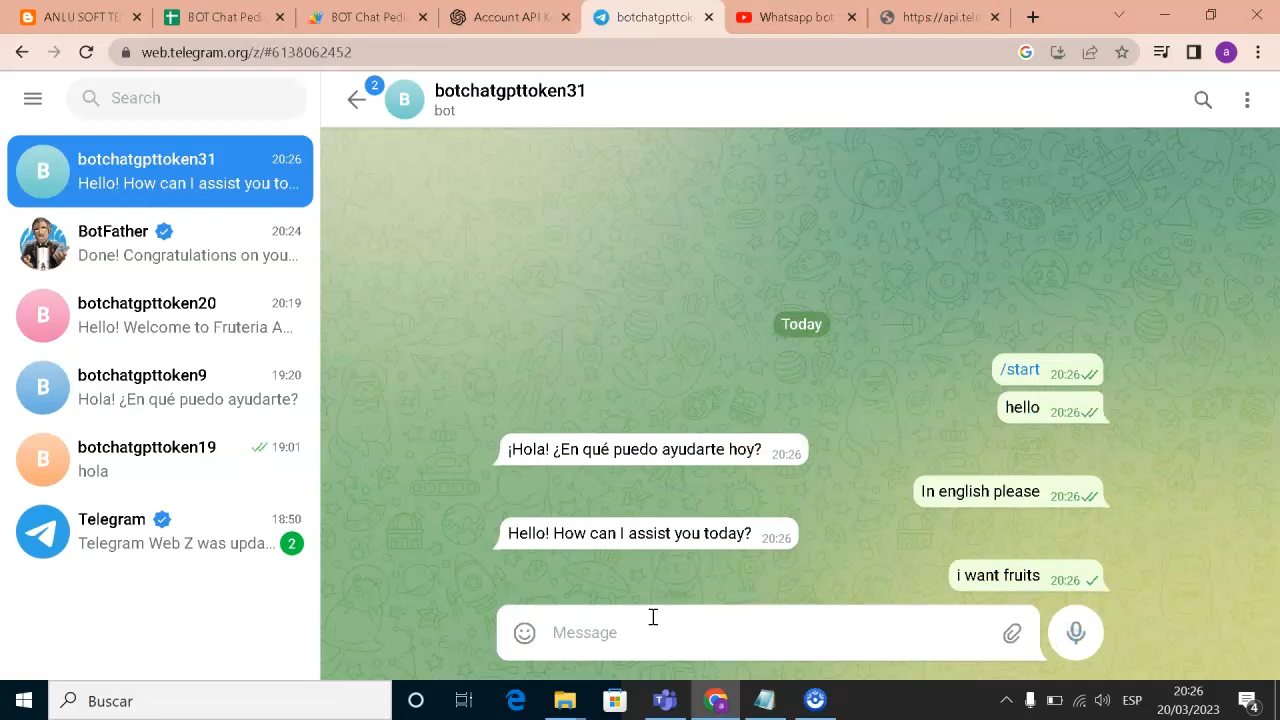 ANLU SOFT TE
BOT Chat Pedi
BOT Chat Pedi
Account API K
botchatgpttok
Whatsapp bot
https://api.tele
web.telegram.org/z/#6138062452
a
Search
2
B
botchatgpttoken31
bot
B
botchatgpttoken31
20:26
Hello! How can I assist you to...
BotFather
20:24
Done! Congratulations on you...
B
botchatgpttoken20
20:19
Hello! Welcome to Fruteria A...
B
botchatgpttoken9
19:20
Hola! ¿En qué puedo ayudarte?
B
botchatgpttoken19
19:01
hola
Telegram
18:50
Telegram Web Z was upda...
2
Today
/start 20:26
hello 20:26
¡Hola! ¿En qué puedo ayudarte hoy? 20:26
In english please 20:26
Hello! How can I assist you today? 20:26
i want fruits 20:26
Message
Buscar
a
ESP
20:26
20/03/2023
4